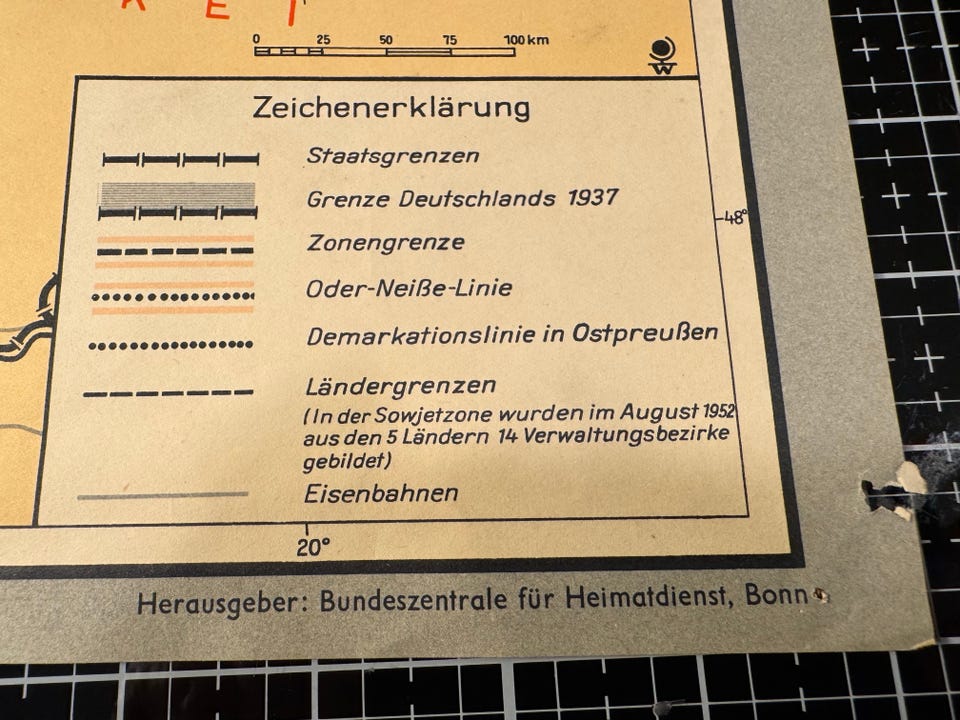 K E I
0 25 50 75 100 km
W
Zeichenerklärung
Staatsgrenzen
Grenze Deutschlands 1937
Zonengrenze
Oder-Neiße-Linie
Demarkationslinie in Ostpreußen
Ländergrenzen
(In der Sowjetzone wurden im August 1952
aus den 5 Ländern 14 Verwaltungsbezirke
gebildet)
Eisenbahnen
48°
20°
Herausgeber: Bundeszentrale für Heimatdienst, Bonn